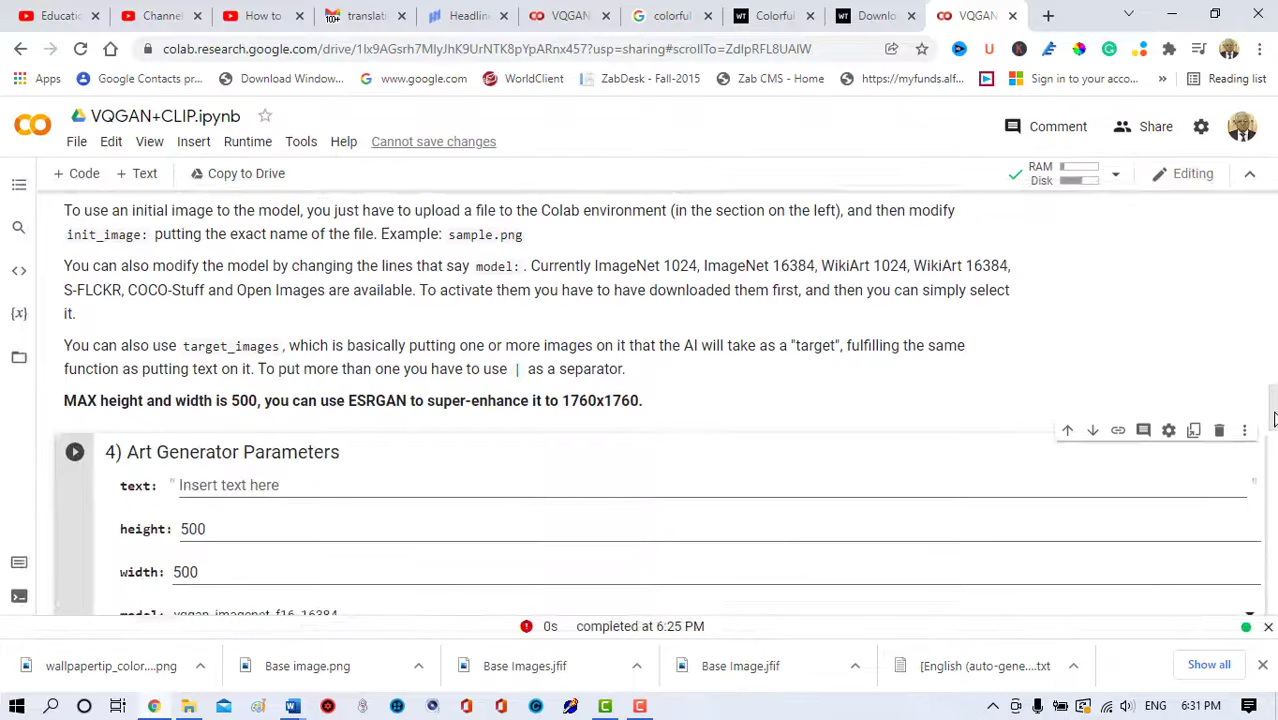 Educatio
Channel
How to
translati
Headlin
VQGAN
colorful
Colorful
Downlo
VQGAN
colab.research.google.com/drive/1lx9AGsrh7MlyJhK9UrNTK8pYpARnx457?usp=sharing#scrollTo=ZdlpRFL8UAlW
Apps Google Contacts pr... Download Window... www.google.com WorldClient ZabDesk - Fall-2015 Zab CMS - Home https://myfunds.alf... Sign in to your acco... » Reading list
VQGAN+CLIP.ipynb
Comment Share
File Edit View Insert Runtime Tools Help Cannot save changes
+ Code + Text Copy to Drive RAM Disk Editing
To use an initial image to the model, you just have to upload a file to the Colab environment (in the section on the left), and then modify
init_image: putting the exact name of the file. Example: sample.png
You can also modify the model by changing the lines that say model: . Currently ImageNet 1024, ImageNet 16384, WikiArt 1024, WikiArt 16384,
S-FLCKR, COCO-Stuff and Open Images are available. To activate them you have to have downloaded them first, and then you can simply select
it.
You can also use target_images, which is basically putting one or more images on it that the AI will take as a "target", fulfilling the same
function as putting text on it. To put more than one you have to use | as a separator.
MAX height and width is 500, you can use ESRGAN to super-enhance it to 1760x1760.
4) Art Generator Parameters
text: " Insert text here "
height: 500
width: 500
model: vqgan_imagenet_f16_16384
0s completed at 6:25 PM
wallpapertip_color....png Base image.png Base Images.jfif Base Image.jfif [English (auto-gene....txt Show all
ENG 6:31 PM